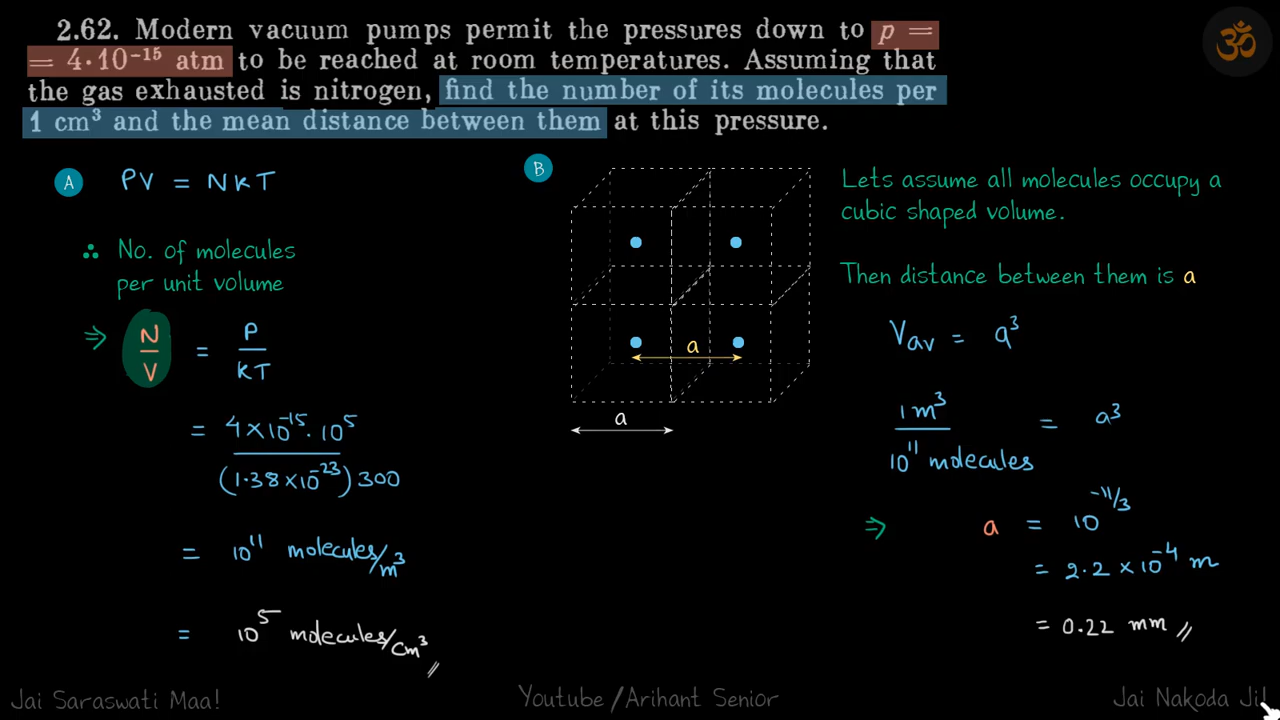 2.62. Modern vacuum pumps permit the pressures down to p =
= 4·10⁻¹⁵ atm to be reached at room temperatures. Assuming that
the gas exhausted is nitrogen, find the number of its molecules per
1 cm³ and the mean distance between them at this pressure.
ॐ
A PV = NkT
∴ No. of molecules
per unit volume
⇒ N/V = P/kT
= 4×10⁻¹⁵·10⁵ / (1.38×10⁻²³)300
= 10¹¹ molecules/m³
= 10⁵ molecules/cm³ //
B
a
a
Lets assume all molecules occupy a
cubic shaped volume.
Then distance between them is a
Vav = a³
1m³ / 10¹¹ molecules = a³
⇒ a = 10^(-11/3)
= 2.2 × 10⁻⁴ m
= 0.22 mm //
Jai Saraswati Maa!
Youtube /Arihant Senior
Jai Nakoda Ji!